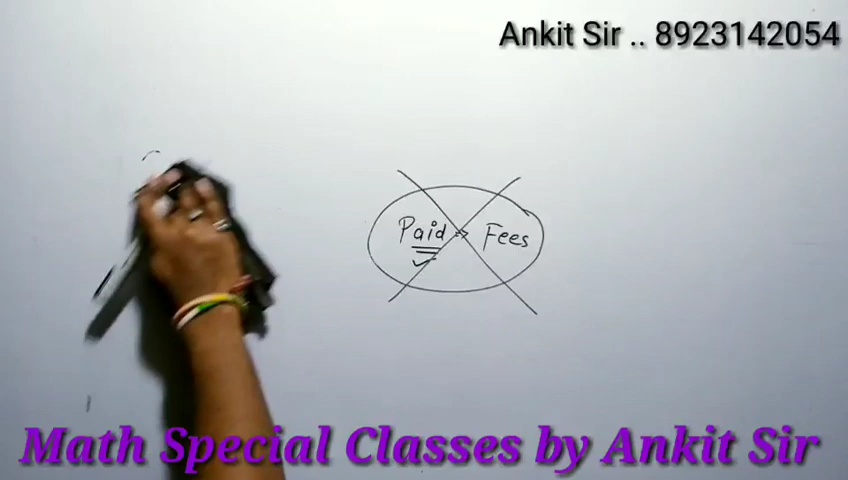 Ankit Sir .. 8923142054
Paid => Fees
Math Special Classes by Ankit Sir